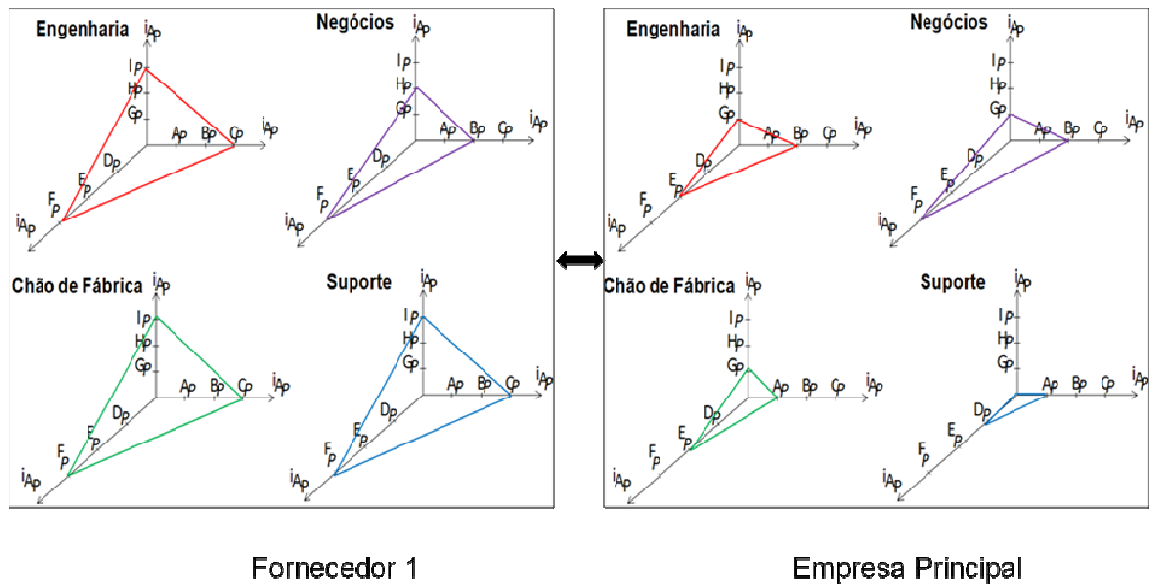 Engenharia
iAp
Ip
Hp
Gp
Ap Bp Cp iAp
Dp
Ep
Fp
iAp
Negócios
iAp
Ip
Hp
Gp
Ap Bp Cp iAp
Dp
Ep
Fp
iAp
Chão de Fábrica
iAp
Ip
Hp
Gp
Ap Bp Cp iAp
Dp
Ep
Fp
iAp
Suporte
iAp
Ip
Hp
Gp
Ap Bp Cp iAp
Dp
Ep
Fp
iAp
Engenharia
iAp
Ip
Hp
Gp
Ap Bp Cp iAp
Dp
Ep
Fp
iAp
Negócios
iAp
Ip
Hp
Gp
Ap Bp Cp iAp
Dp
Ep
Fp
iAp
Chão de Fábrica
iAp
Ip
Hp
Gp
Ap Bp Cp iAp
Dp
Ep
Fp
iAp
Suporte
iAp
Ip
Hp
Gp
Ap Bp Cp iAp
Dp
Ep
Fp
iAp
Fornecedor 1
Empresa Principal